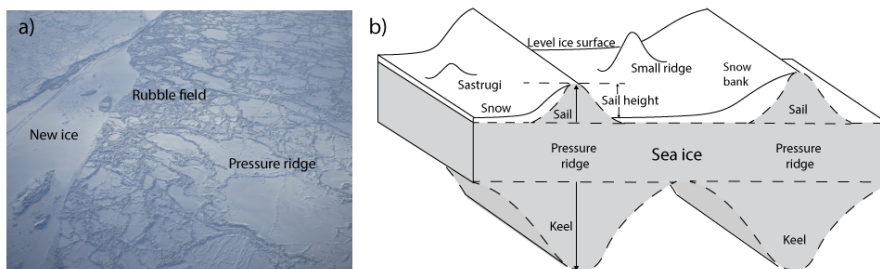 a)
Rubble field
New ice
Pressure ridge
b)
Level ice surface
Small ridge
Snow
bank
Sastrugi
Snow
Sail height
Sail
Sail
Pressure
ridge
Sea ice
Pressure
ridge
Keel
Keel